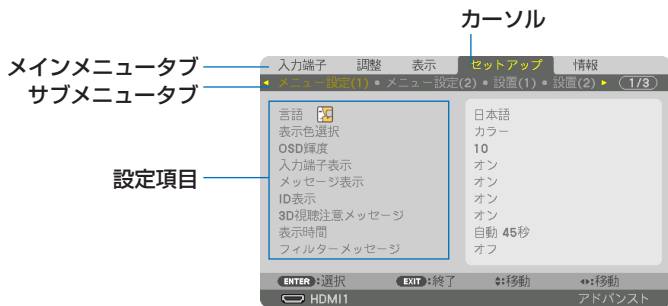 カーソル
メインメニュータブ
サブメニュータブ
設定項目
入力端子 調整 表示 セットアップ 情報
メニュー設定(1) ● メニュー設定(2) ● 設置(1) ● 設置(2) 1/3
言語 日本語
表示色選択 カラー
OSD輝度 10
入力端子表示 オン
メッセージ表示 オン
ID表示 オン
3D視聴注意メッセージ オン
表示時間 自動 45秒
フィルターメッセージ オフ
ENTER:選択 EXIT:終了 :移動 :移動
HDMI1 アドバンスト